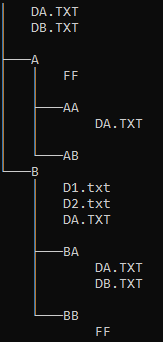 DA.TXT
DB.TXT
A
FF
AA
DA.TXT
AB
B
D1.txt
D2.txt
DA.TXT
BA
DA.TXT
DB.TXT
BB
FF